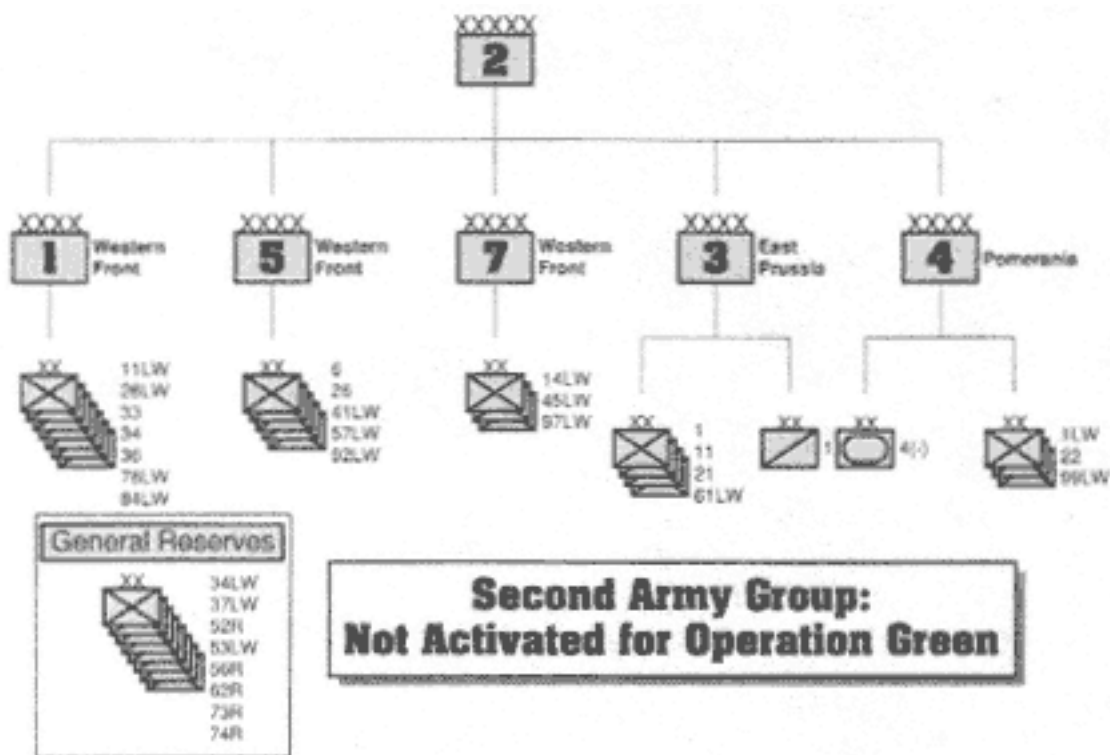 XXXXX
2
XXXX
1
Western
Front
XXXX
5
Western
Front
XXXX
7
Western
Front
XXXX
3
East
Prussia
XXXX
4
Pomerania
XX
11LW
26LW
33
34
36
78LW
84LW
XX
6
26
41LW
57LW
92LW
XX
14LW
45LW
97LW
XX
1
11
21
61LW
XX
1
XX
4(-)
XX
1LW
22
99LW
General Reserves
XX
34LW
37LW
52R
53LW
56R
62R
73R
74R
Second Army Group:
Not Activated for Operation Green